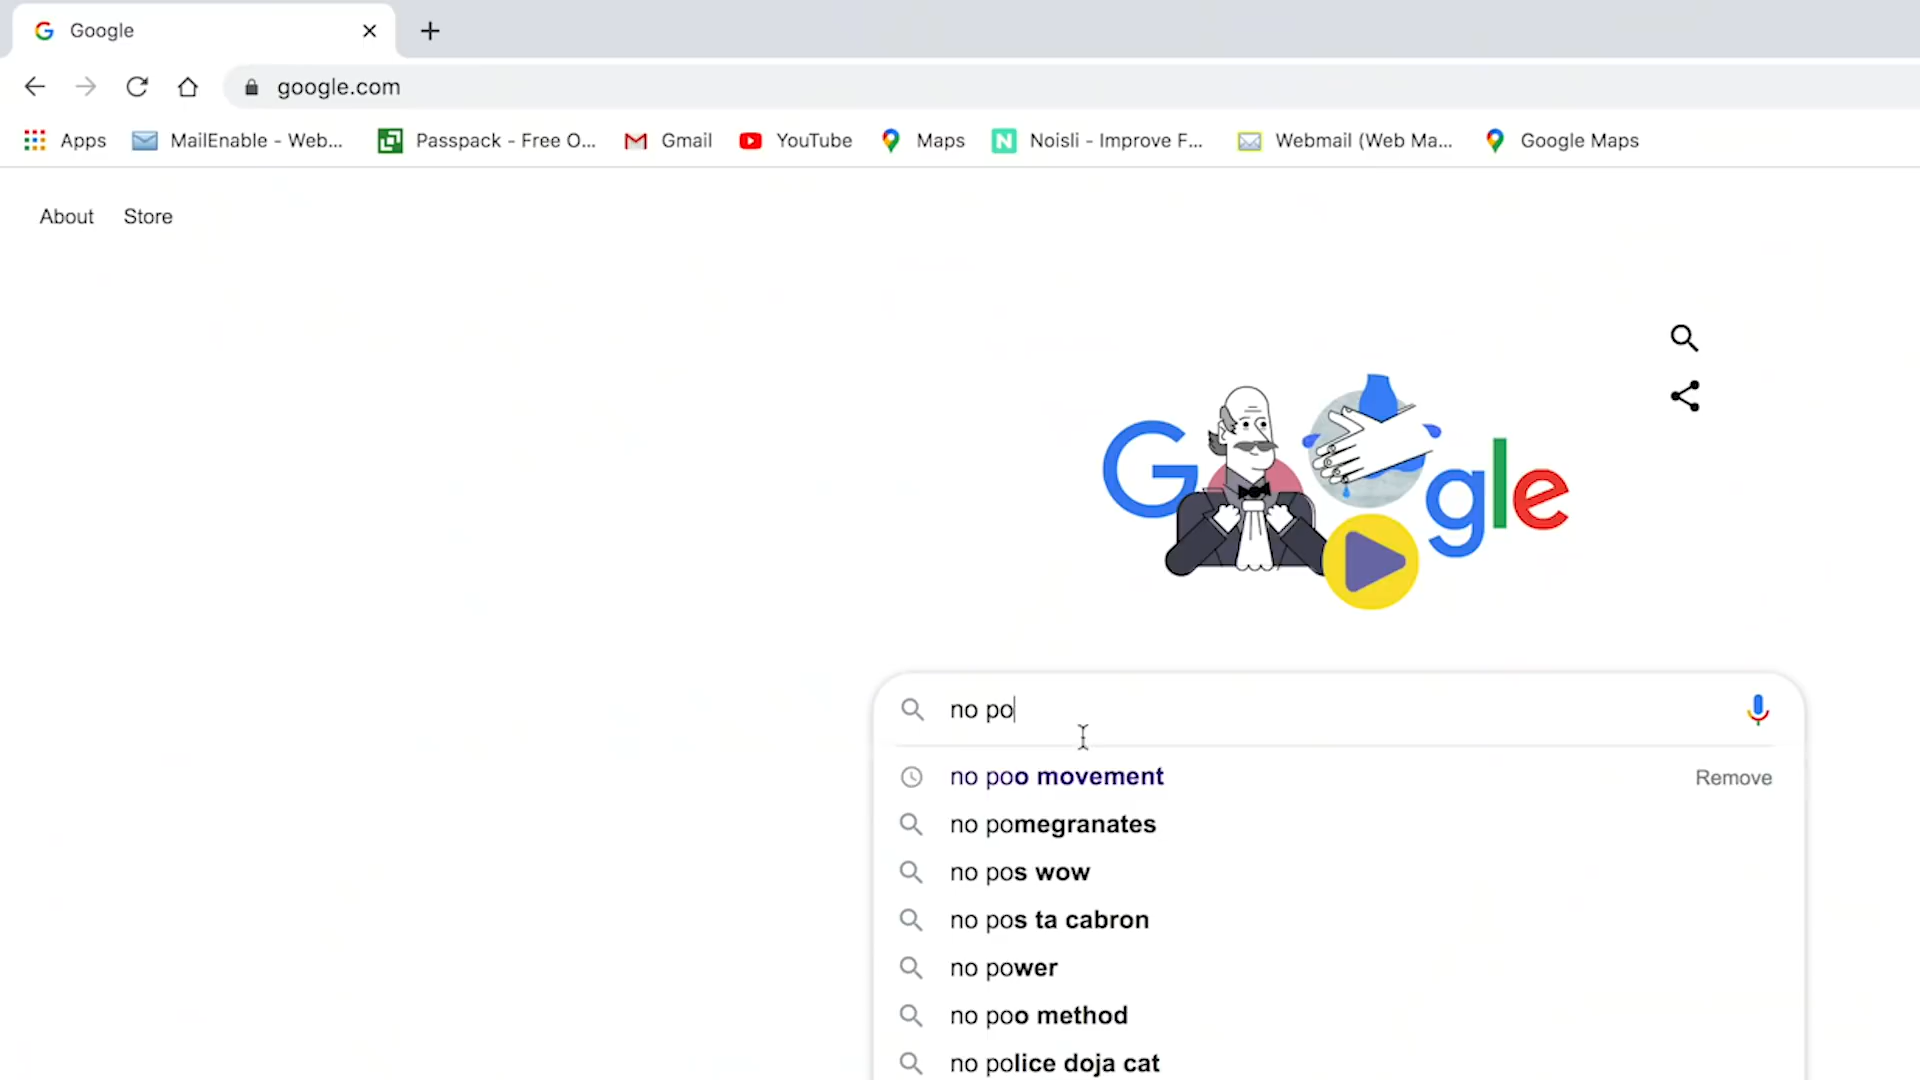 Google
google.com
Apps MailEnable - Web... Passpack - Free O... Gmail YouTube Maps Noisli - Improve F... Webmail (Web Ma... Google Maps
About Store
G gle
no po
no poo movement Remove
no pomegranates
no pos wow
no pos ta cabron
no power
no poo method
no police doja cat